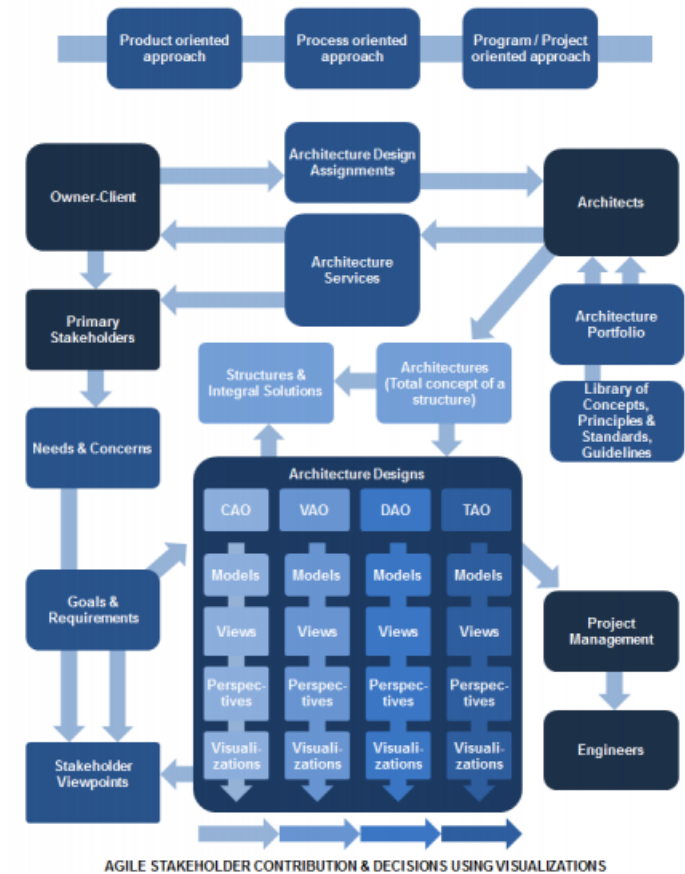 Product oriented
approach
Process oriented
approach
Program / Project
oriented approach
Owner-Client
Architecture Design
Assignments
Architects
Architecture
Services
Primary
Stakeholders
Architecture
Portfolio
Structures &
Integral Solutions
Architectures
(Total concept of a
structure)
Library of
Concepts,
Principles &
Standards,
Guidelines
Needs & Concerns
Architecture Designs
CAO
VAO
DAO
TAO
Models
Models
Models
Models
Goals &
Requirements
Views
Views
Views
Views
Project
Management
Perspec-
tives
Perspec-
tives
Perspec-
tives
Perspec-
tives
Stakeholder
Viewpoints
Visuali-
zations
Visuali-
zations
Visuali-
zations
Visuali-
zations
Engineers
AGILE STAKEHOLDER CONTRIBUTION & DECISIONS USING VISUALIZATIONS